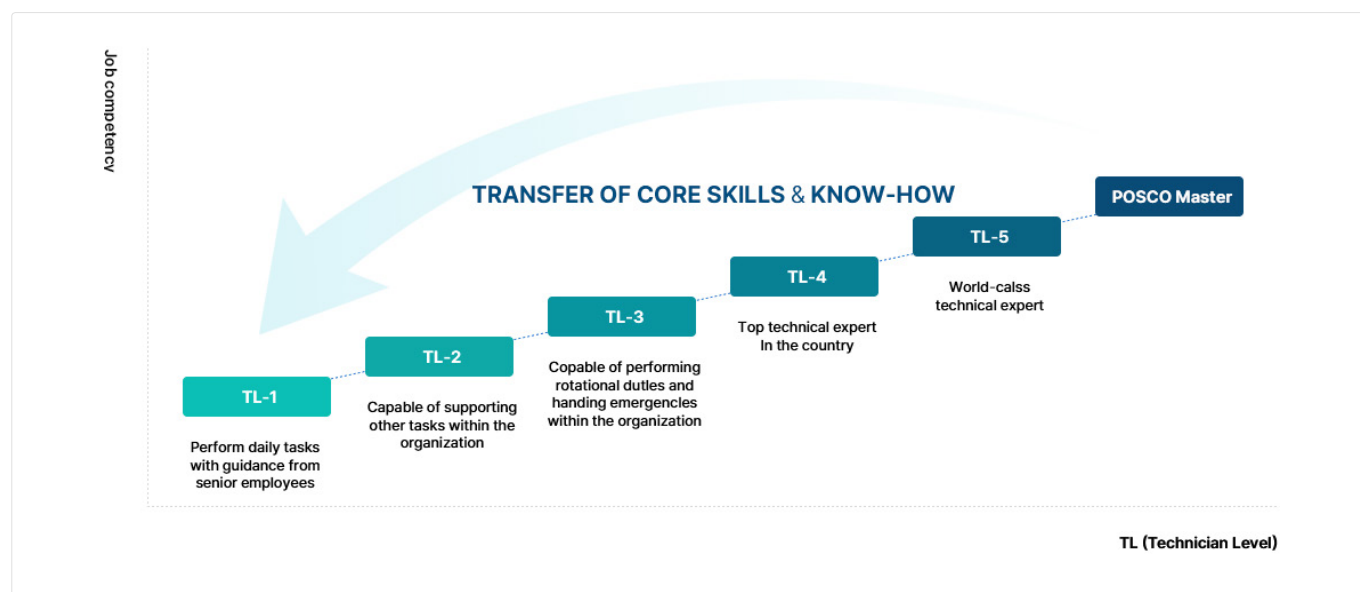 Job competency
TRANSFER OF CORE SKILLS & KNOW-HOW
POSCO Master
TL-5
World-calss
technical expert
TL-4
Top technical expert
In the country
TL-3
Copable of performing
rotational dutles and
handing emergencies
within the organization
TL-2
Capable of supporting
other tasks within the
organization
TL-1
Perform daily tasks
with guidance from
senior employees
TL (Technician Level)